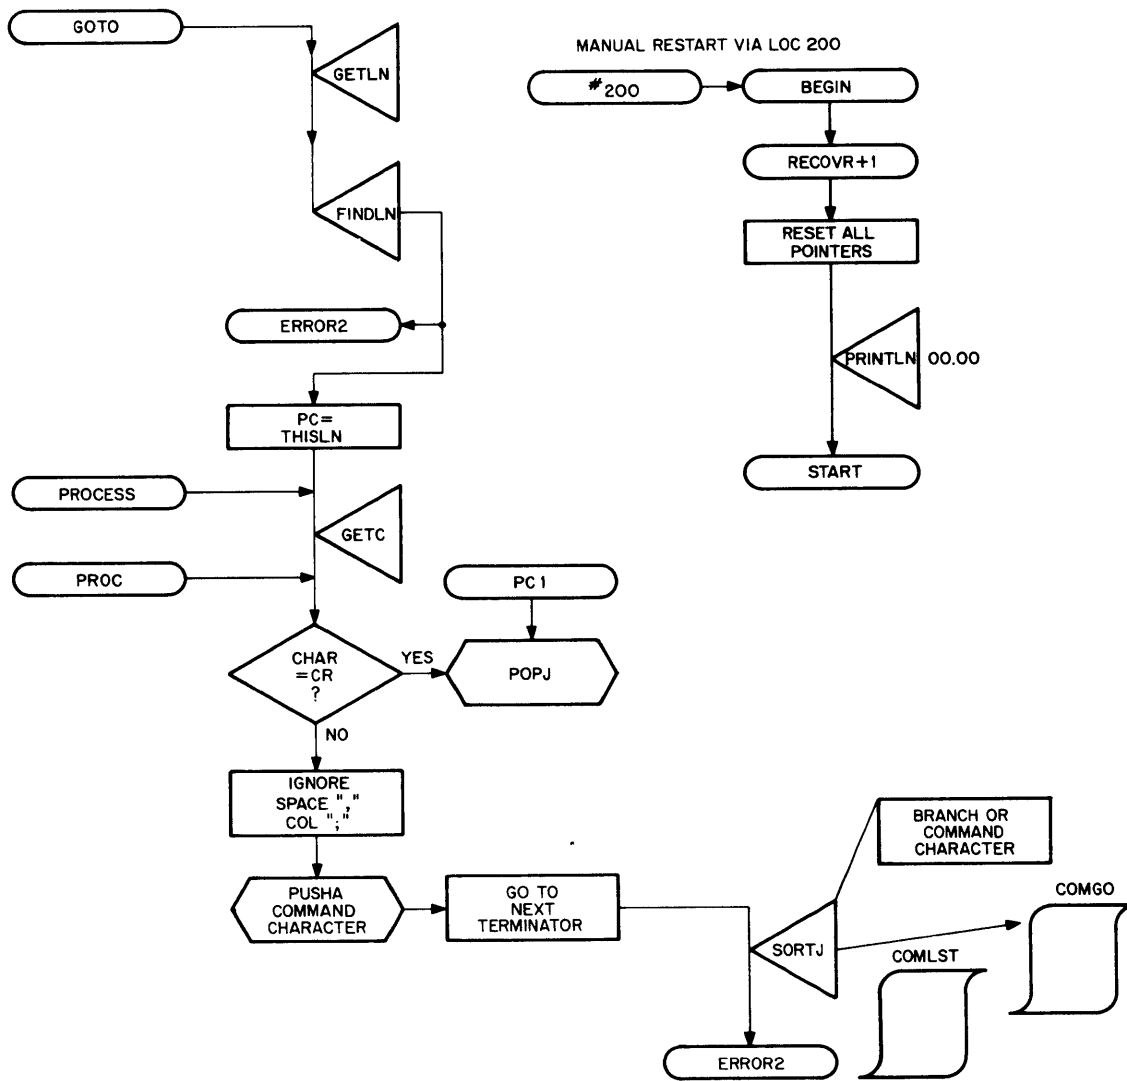 GOTO
GETLN
FINDLN
ERROR2
PC=
THISLN
PROCESS
GETC
PROC
PC1
CHAR
=CR
?
YES
POPJ
NO
IGNORE
SPACE ","
COL ";"
PUSHA
COMMAND
CHARACTER
GO TO
NEXT
TERMINATOR
SORTJ
BRANCH OR
COMMAND
CHARACTER
COMGO
COMLST
ERROR2
MANUAL RESTART VIA LOC 200
#200
BEGIN
RECOVR+1
RESET ALL
POINTERS
PRINTLN 00.00
START